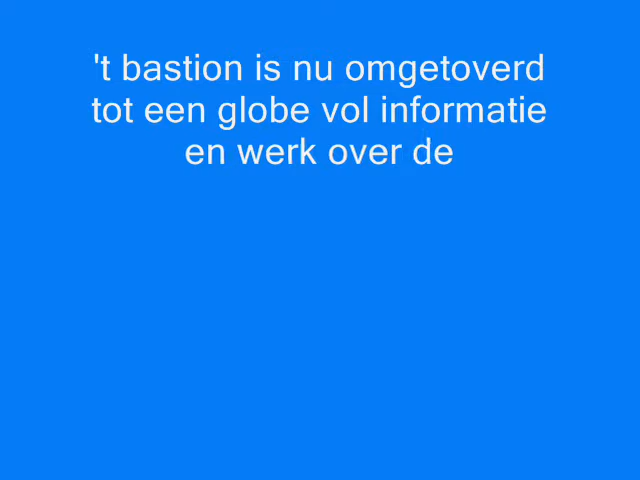 't bastion is nu omgetoverd
tot een globe vol informatie
en werk over de